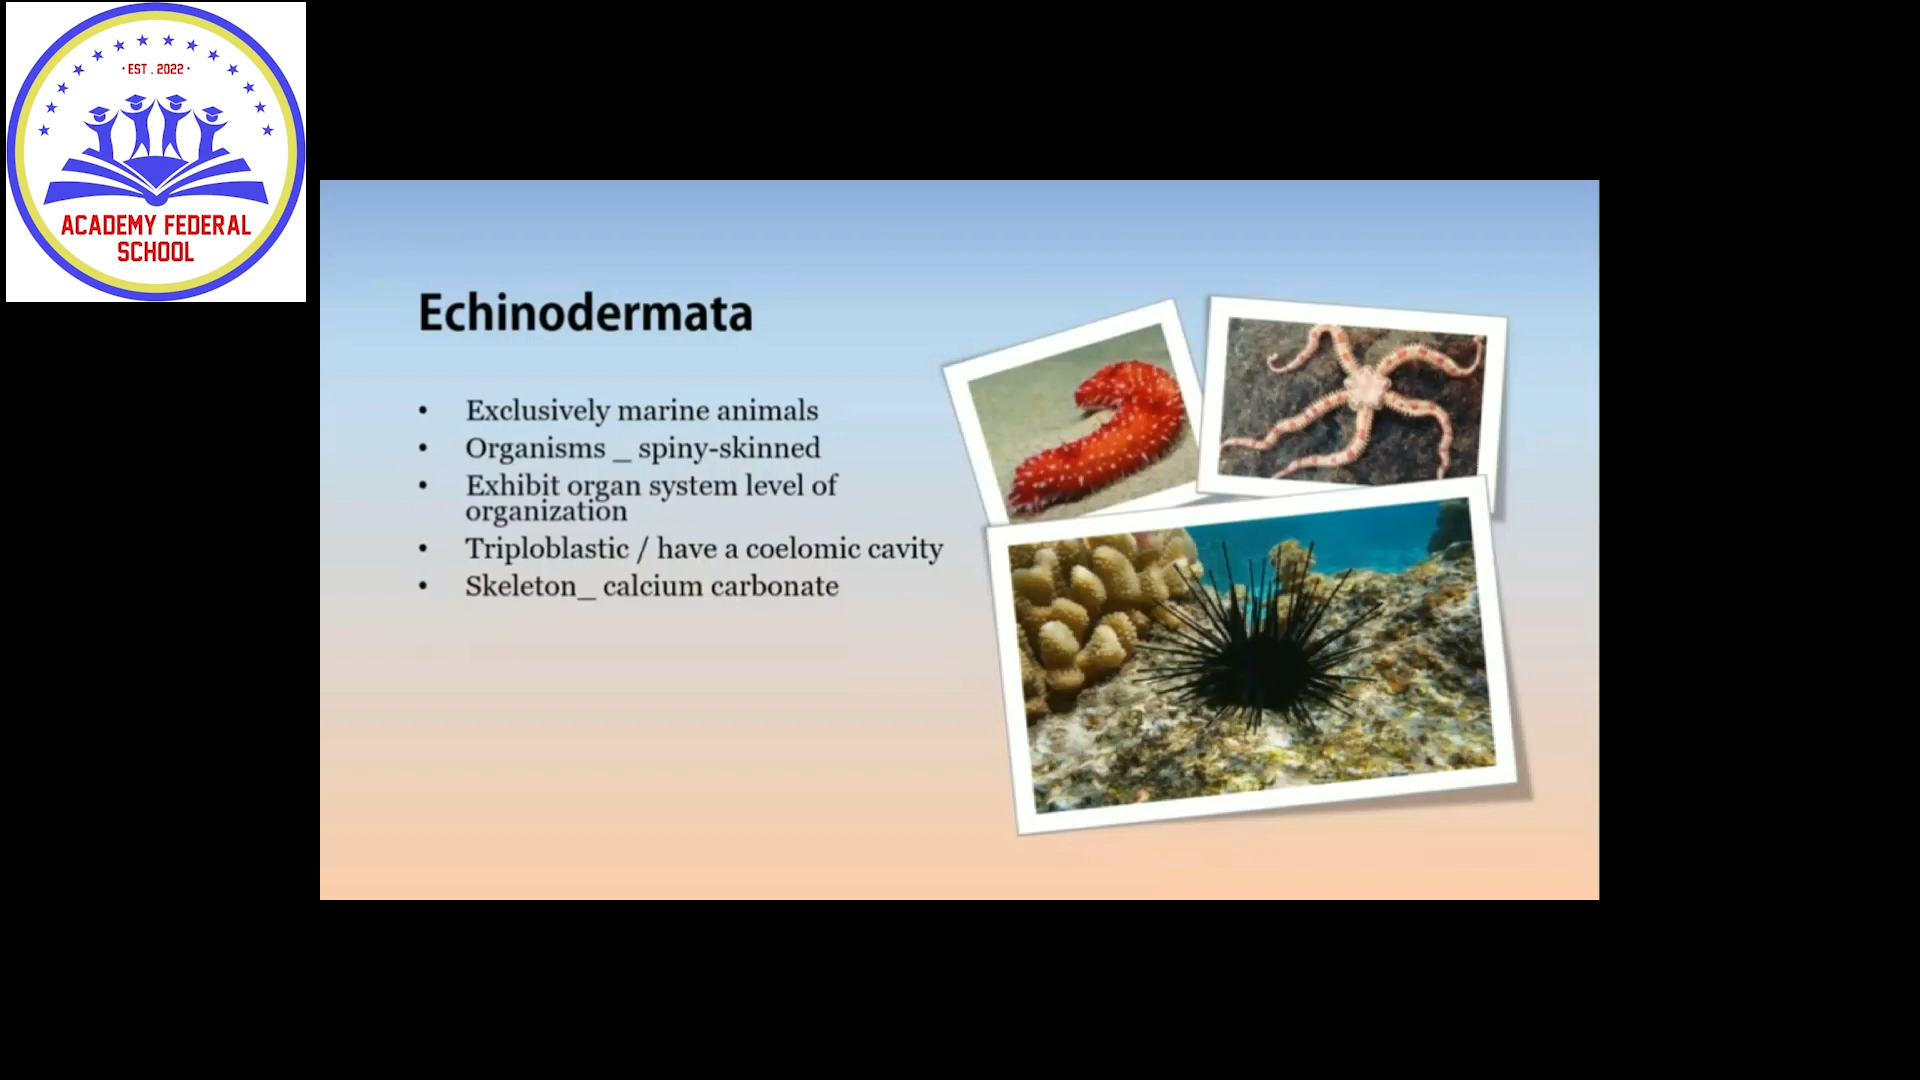 · EST . 2022 ·
ACADEMY FEDERAL
SCHOOL
Echinodermata
• Exclusively marine animals
• Organisms _ spiny-skinned
• Exhibit organ system level of
organization
• Triploblastic / have a coelomic cavity
• Skeleton_ calcium carbonate